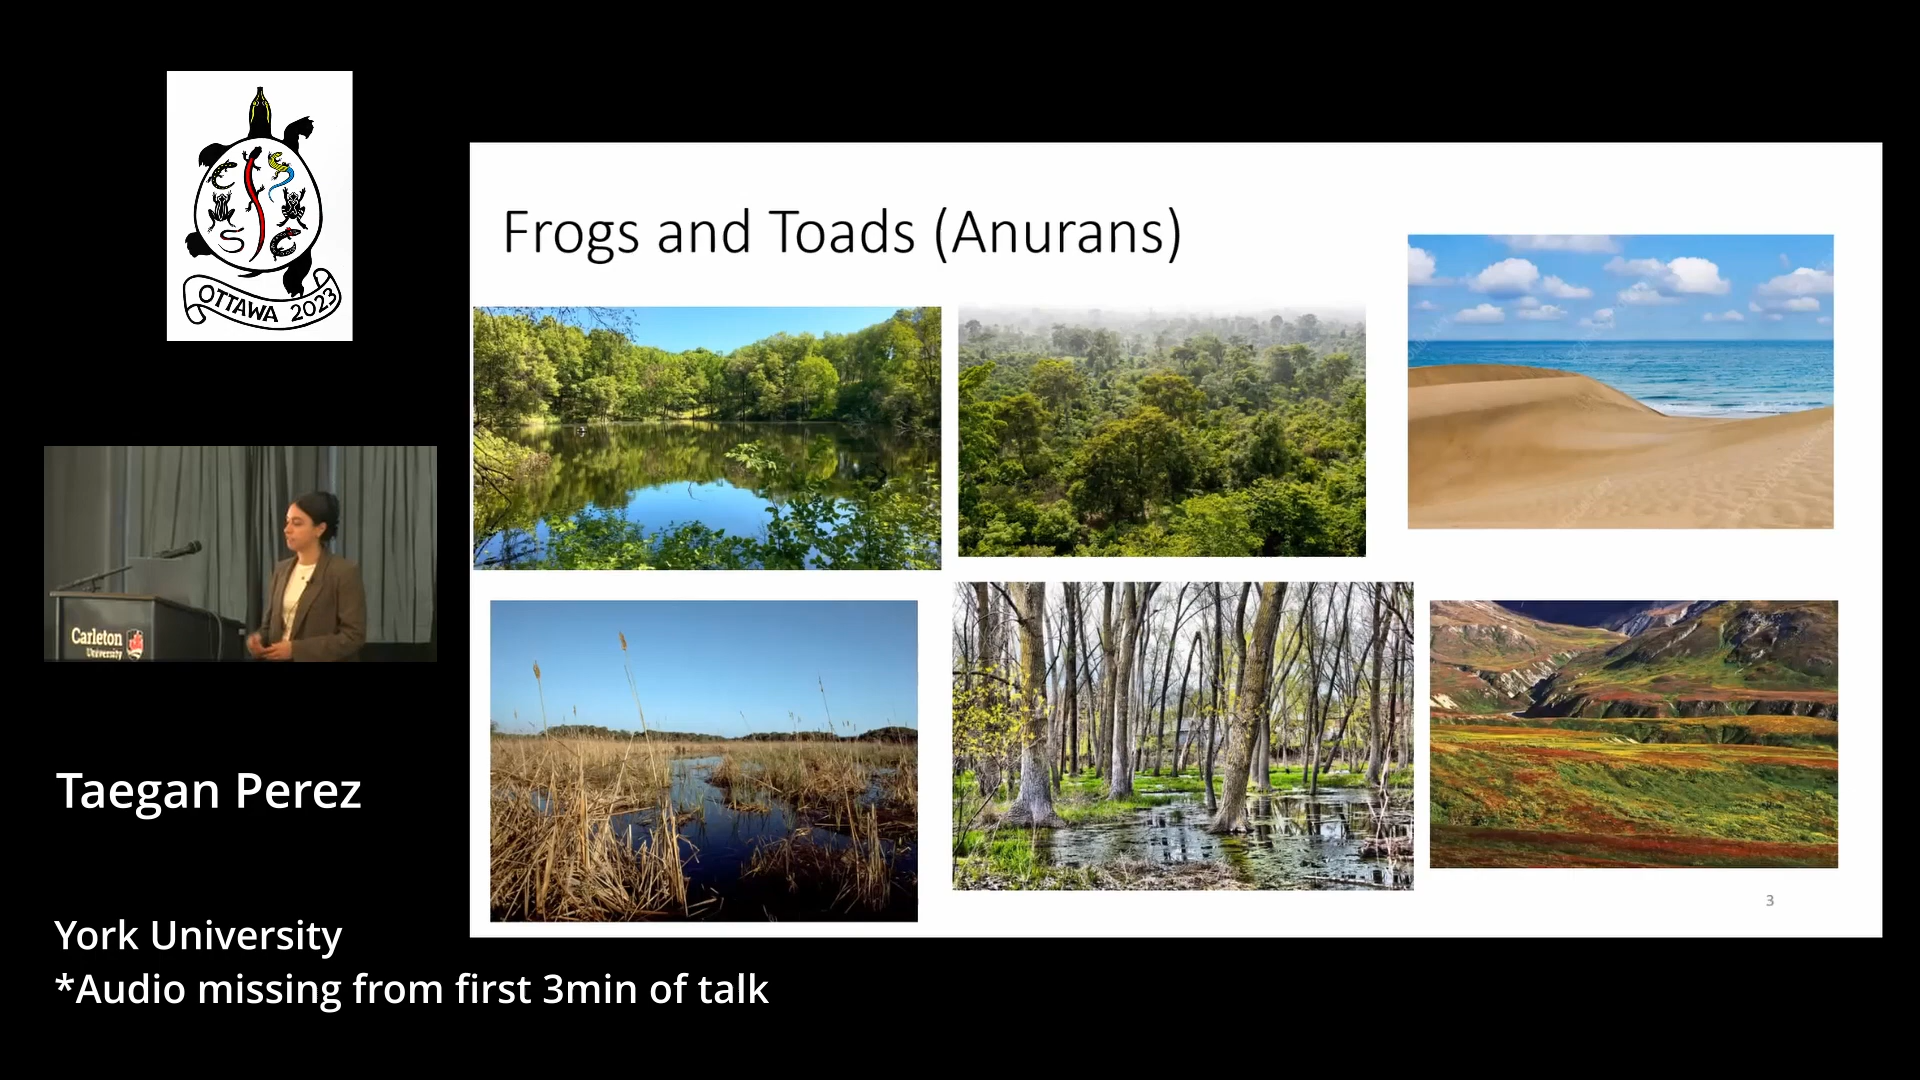 OTTAWA 2023
Frogs and Toads (Anurans)
Carleton
University
3
Taegan Perez
York University
*Audio missing from first 3min of talk